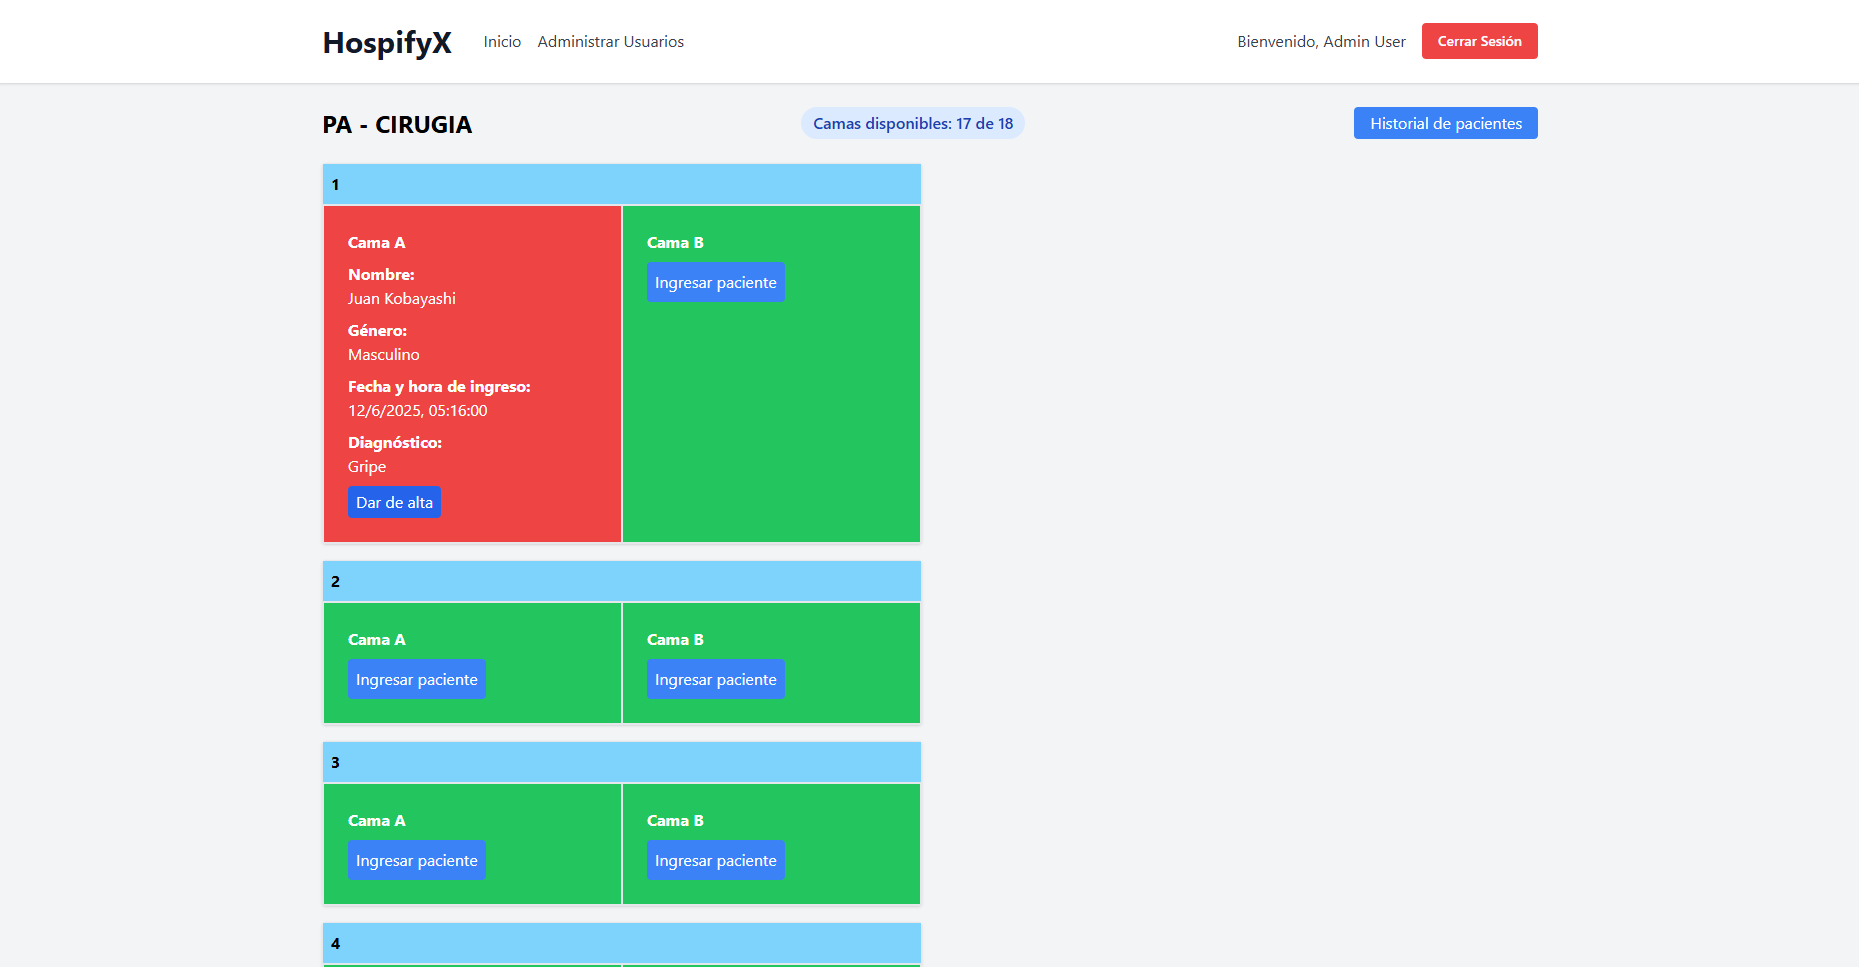 HospifyX
Inicio
Administrar Usuarios
Bienvenido, Admin User
Cerrar Sesión
PA - CIRUGIA
Camas disponibles: 17 de 18
Historial de pacientes
1
Cama A
Nombre:
Juan Kobayashi
Género:
Masculino
Fecha y hora de ingreso:
12/6/2025, 05:16:00
Diagnóstico:
Gripe
Dar de alta
Cama B
Ingresar paciente
2
Cama A
Ingresar paciente
Cama B
Ingresar paciente
3
Cama A
Ingresar paciente
Cama B
Ingresar paciente
4